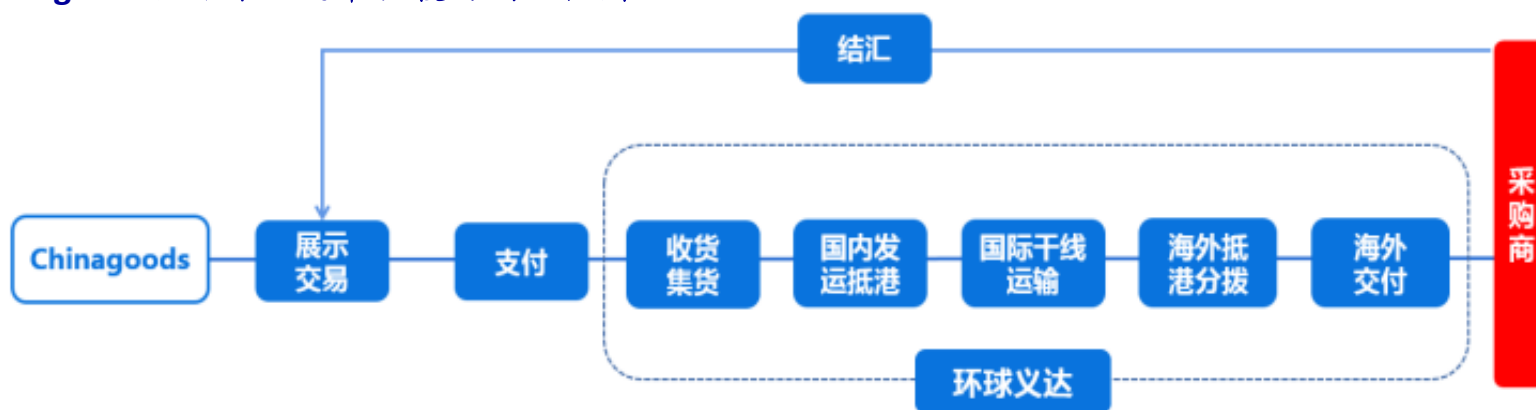 结汇
采
购
商
Chinagoods
展示
交易
支付
收货
集货
国内发
运抵港
国际干线
运输
海外抵
港分拨
海外
交付
环球义达